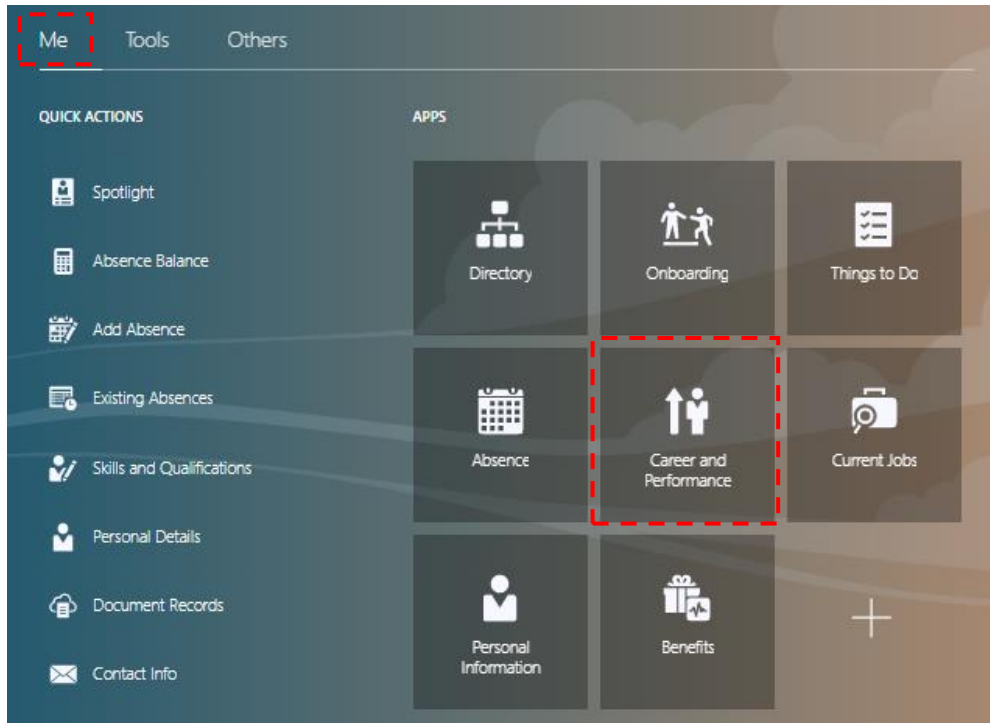 Me Tools Others
QUICK ACTIONS
Spotlight
Absence Balance
Add Absence
Existing Absences
Skills and Qualifications
Personal Details
Document Records
Contact Info
APPS
Directory
Onboarding
Things to Do
Absence
Career and
Performance
Current Jobs
Personal
Information
Benefits